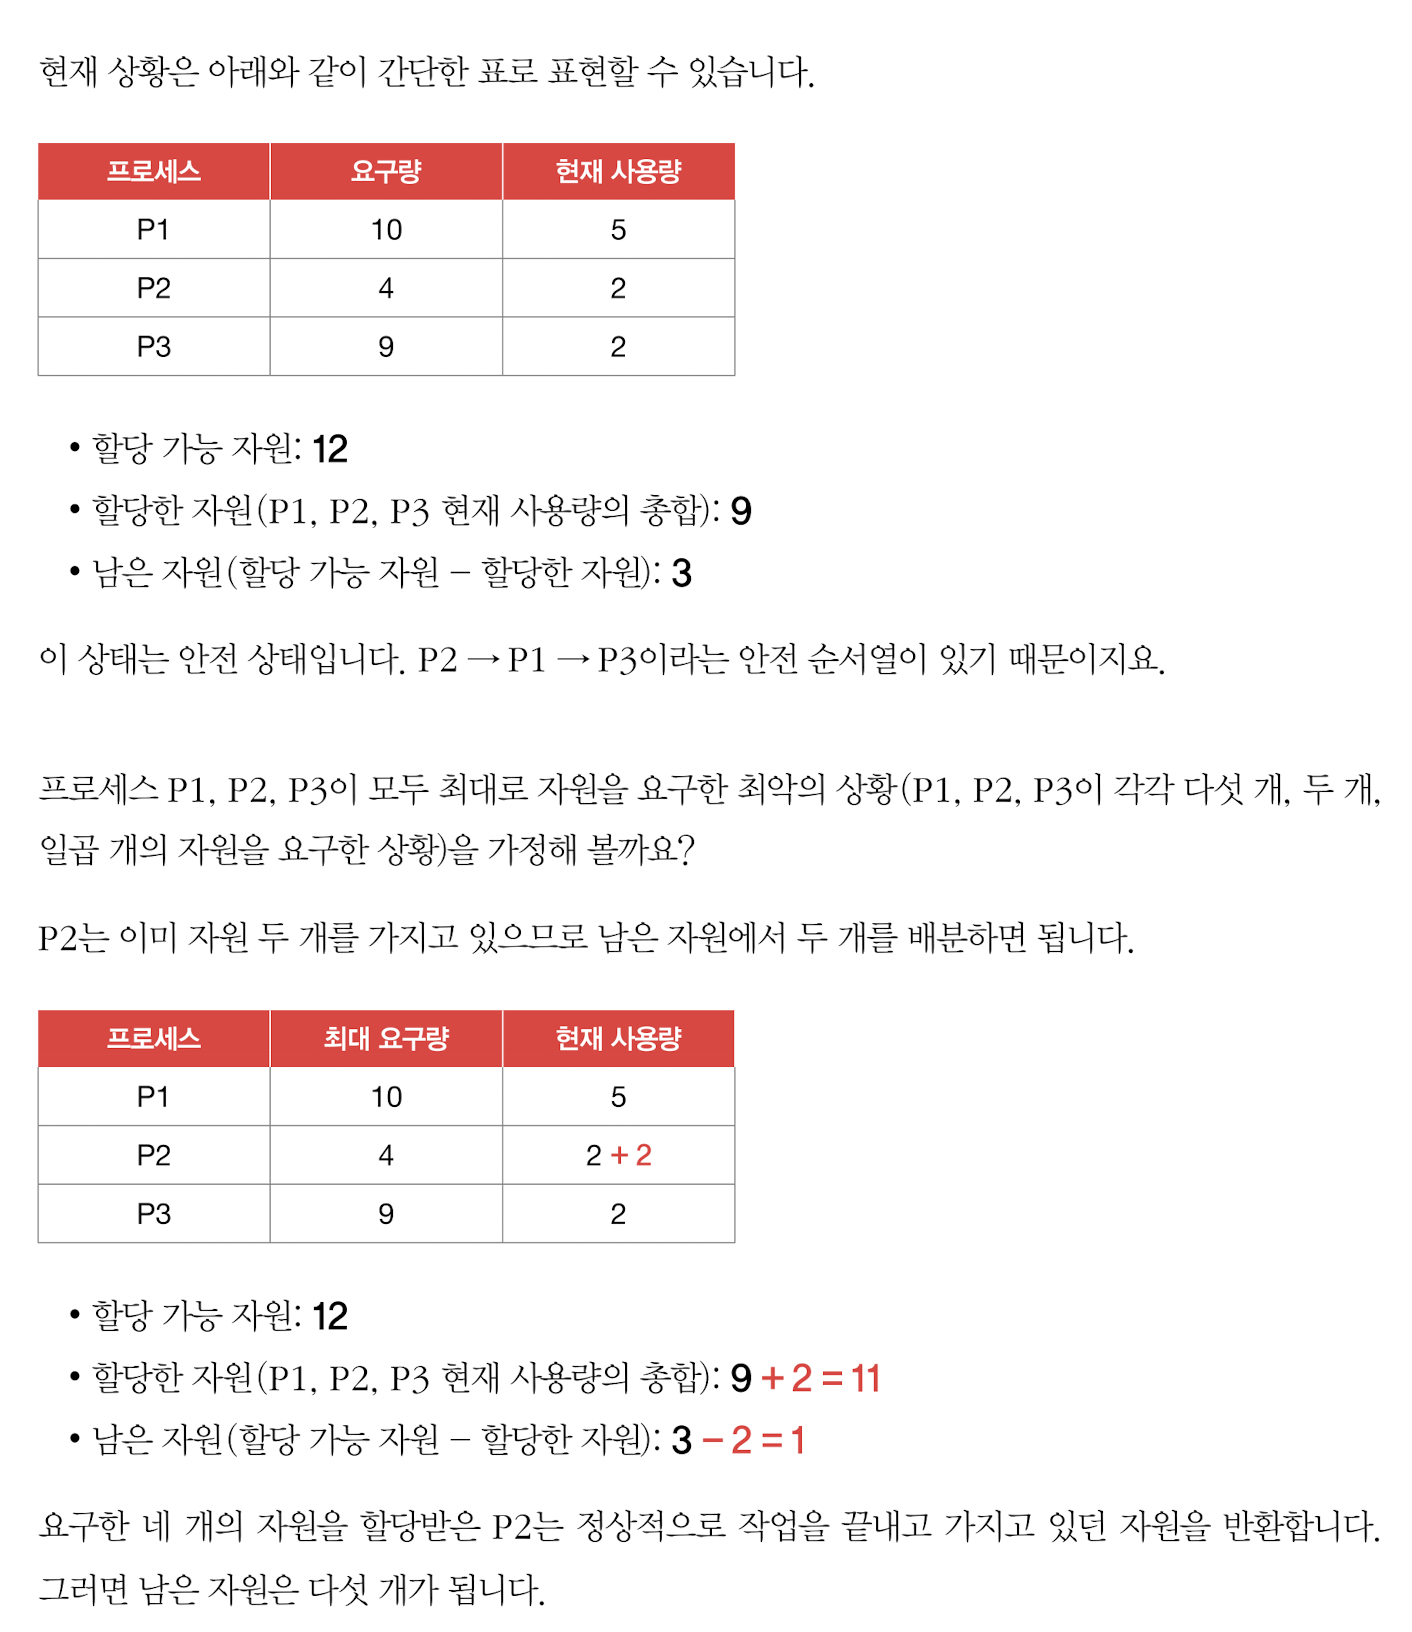 현재 상황은 아래와 같이 간단한 표로 표현할 수 있습니다.
프로세스 요구량 현재 사용량
P1 10 5
P2 4 2
P3 9 2
• 할당 가능 자원: 12
• 할당한 자원(P1, P2, P3 현재 사용량의 총합): 9
• 남은 자원(할당 가능 자원 – 할당한 자원): 3
이 상태는 안전 상태입니다. P2 → P1 → P3이라는 안전 순서열이 있기 때문이지요.
프로세스 P1, P2, P3이 모두 최대로 자원을 요구한 최악의 상황(P1, P2, P3이 각각 다섯 개, 두 개,
일곱 개의 자원을 요구한 상황)을 가정해 볼까요?
P2는 이미 자원 두 개를 가지고 있으므로 남은 자원에서 두 개를 배분하면 됩니다.
프로세스 최대 요구량 현재 사용량
P1 10 5
P2 4 2 + 2
P3 9 2
• 할당 가능 자원: 12
• 할당한 자원(P1, P2, P3 현재 사용량의 총합): 9 + 2 = 11
• 남은 자원(할당 가능 자원 – 할당한 자원): 3 – 2 = 1
요구한 네 개의 자원을 할당받은 P2는 정상적으로 작업을 끝내고 가지고 있던 자원을 반환합니다.
그러면 남은 자원은 다섯 개가 됩니다.